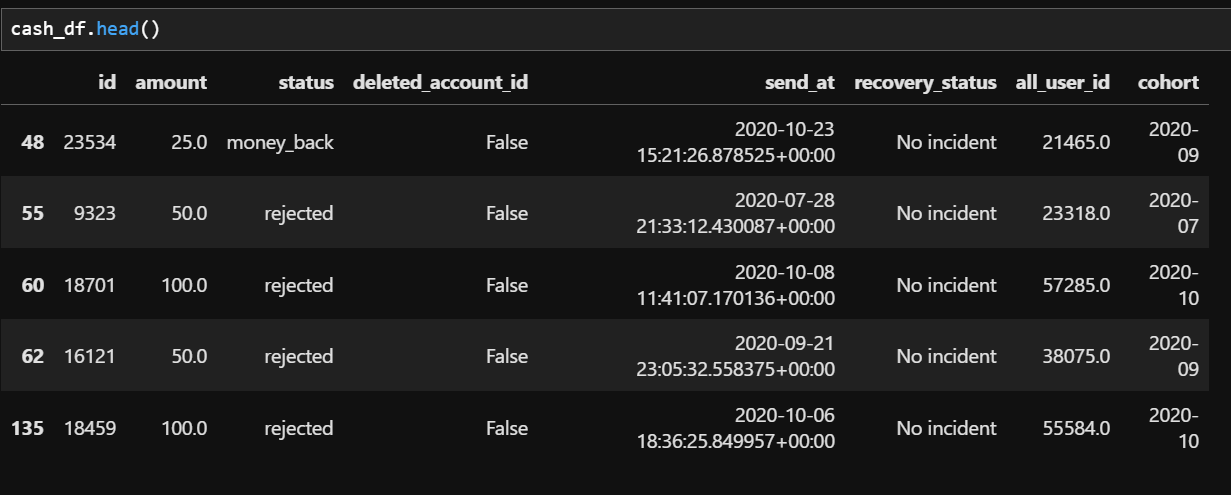 cash_df.head()
id amount status deleted_account_id send_at recovery_status all_user_id cohort
48 23534 25.0 money_back False 2020-10-23 15:21:26.878525+00:00 No incident 21465.0 2020-09
55 9323 50.0 rejected False 2020-07-28 21:33:12.430087+00:00 No incident 23318.0 2020-07
60 18701 100.0 rejected False 2020-10-08 11:41:07.170136+00:00 No incident 57285.0 2020-10
62 16121 50.0 rejected False 2020-09-21 23:05:32.558375+00:00 No incident 38075.0 2020-09
135 18459 100.0 rejected False 2020-10-06 18:36:25.849957+00:00 No incident 55584.0 2020-10